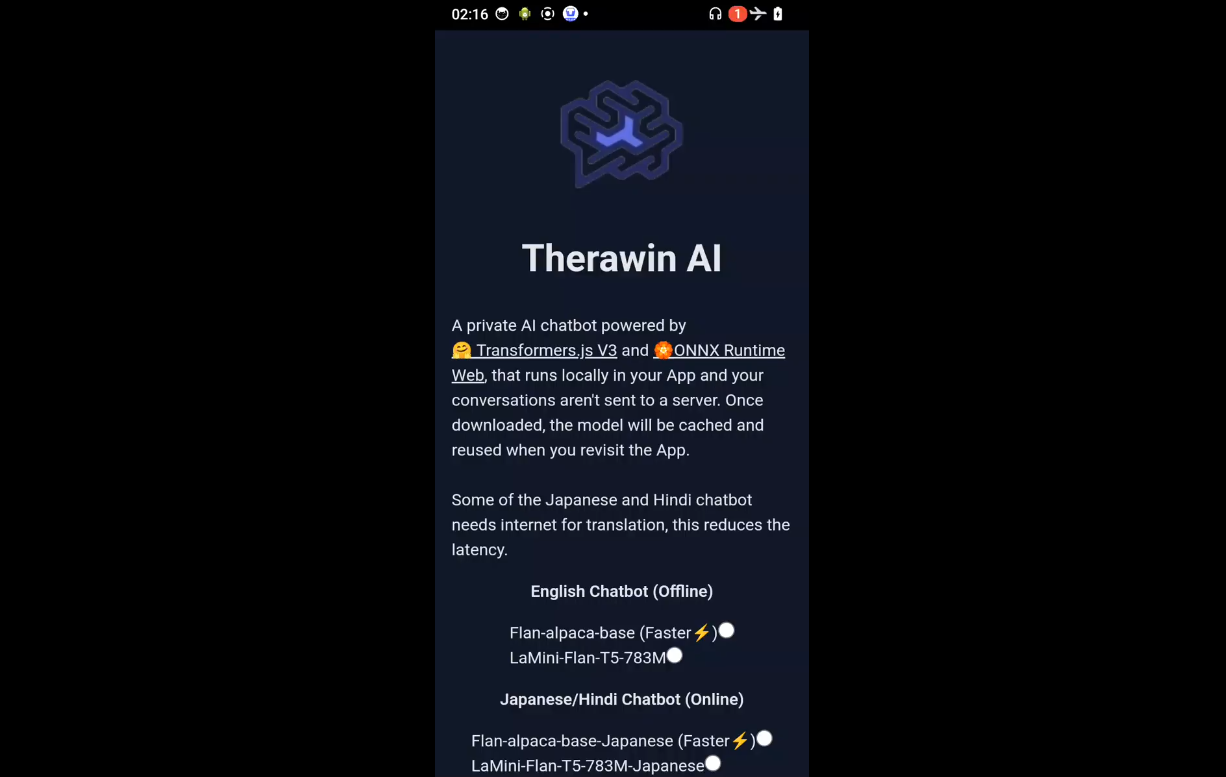 02:16
1
Therawin AI
A private AI chatbot powered by
🤗 Transformers.js V3 and 🏵️ONNX Runtime
Web, that runs locally in your App and your
conversations aren't sent to a server. Once
downloaded, the model will be cached and
reused when you revisit the App.
Some of the Japanese and Hindi chatbot
needs internet for translation, this reduces the
latency.
English Chatbot (Offline)
Flan-alpaca-base (Faster⚡)
LaMini-Flan-T5-783M
Japanese/Hindi Chatbot (Online)
Flan-alpaca-base-Japanese (Faster⚡)
LaMini-Flan-T5-783M-Japanese